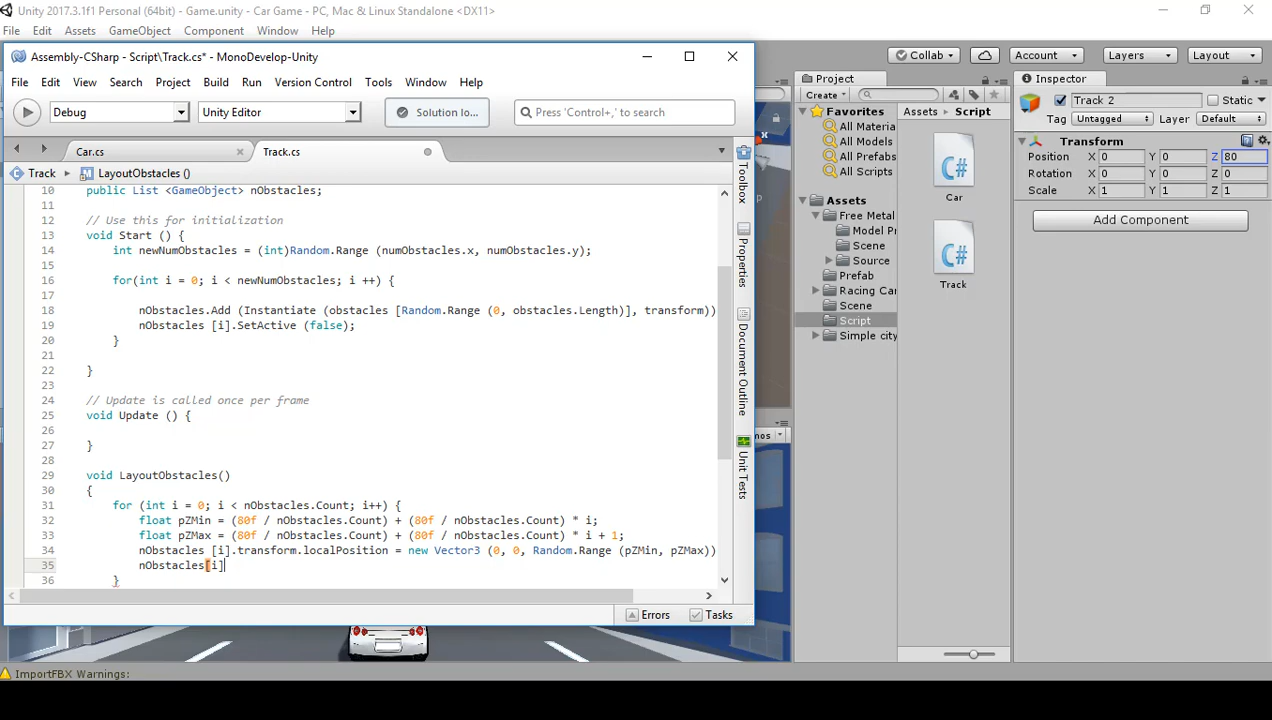 Unity 2017.3.1f1 Personal (64bit) - Game.unity - Car Game - PC, Mac & Linux Standalone <DX11>
File Edit Assets GameObject Component Window Help
Collab Account Layers Layout
Assembly-CSharp - Script\Track.cs* - MonoDevelop-Unity
File Edit View Search Project Build Run Version Control Tools Window Help
Debug Unity Editor Solution lo... Press 'Control+,' to search
Car.cs Track.cs
Track LayoutObstacles ()
10 public List <GameObject> nObstacles;
11
12 // Use this for initialization
13 void Start () {
14 int newNumObstacles = (int)Random.Range (numObstacles.x, numObstacles.y);
15
16 for(int i = 0; i < newNumObstacles; i ++) {
17
18 nObstacles.Add (Instantiate (obstacles [Random.Range (0, obstacles.Length)], transform))
19 nObstacles [i].SetActive (false);
20 }
21
22 }
23
24 // Update is called once per frame
25 void Update () {
26
27 }
28
29 void LayoutObstacles()
30 {
31 for (int i = 0; i < nObstacles.Count; i++) {
32 float pZMin = (80f / nObstacles.Count) + (80f / nObstacles.Count) * i;
33 float pZMax = (80f / nObstacles.Count) + (80f / nObstacles.Count) * i + 1;
34 nObstacles [i].transform.localPosition = new Vector3 (0, 0, Random.Range (pZMin, pZMax))
35 nObstacles[i]
36 }
Errors Tasks
Toolbox
Properties
Document Outline
Unit Tests
x
p
mos
Project
Create
Favorites
All Materia
All Models
All Prefabs
All Scripts
Assets
Free Metal
Model Pr
Scene
Source
Prefab
Racing Car
Scene
Script
Simple city
Assets Script
C#
Car
C#
Track
Inspector
Track 2 Static
Tag Untagged Layer Default
Transform
Position X 0 Y 0 Z 80
Rotation X 0 Y 0 Z 0
Scale X 1 Y 1 Z 1
Add Component
ImportFBX Warnings: